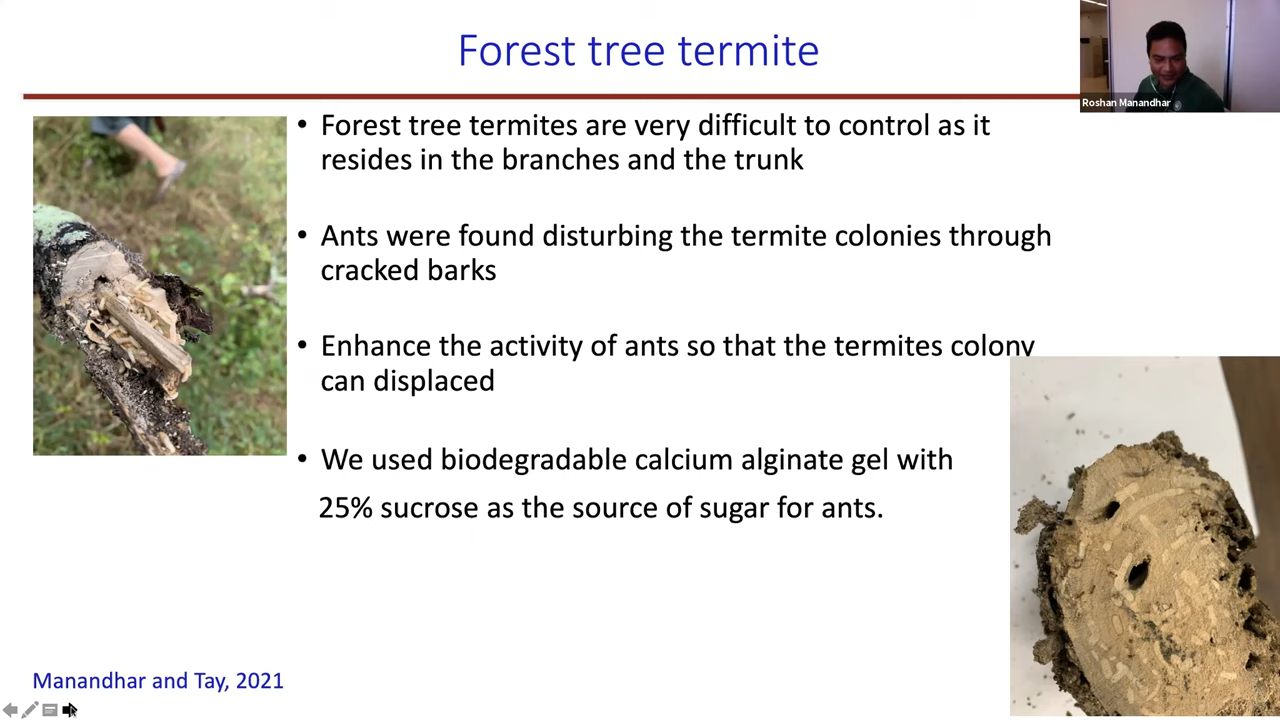 Forest tree termite
Roshan Manandhar
• Forest tree termites are very difficult to control as it
resides in the branches and the trunk
• Ants were found disturbing the termite colonies through
cracked barks
• Enhance the activity of ants so that the termites colony
can displaced
• We used biodegradable calcium alginate gel with
25% sucrose as the source of sugar for ants.
Manandhar and Tay, 2021